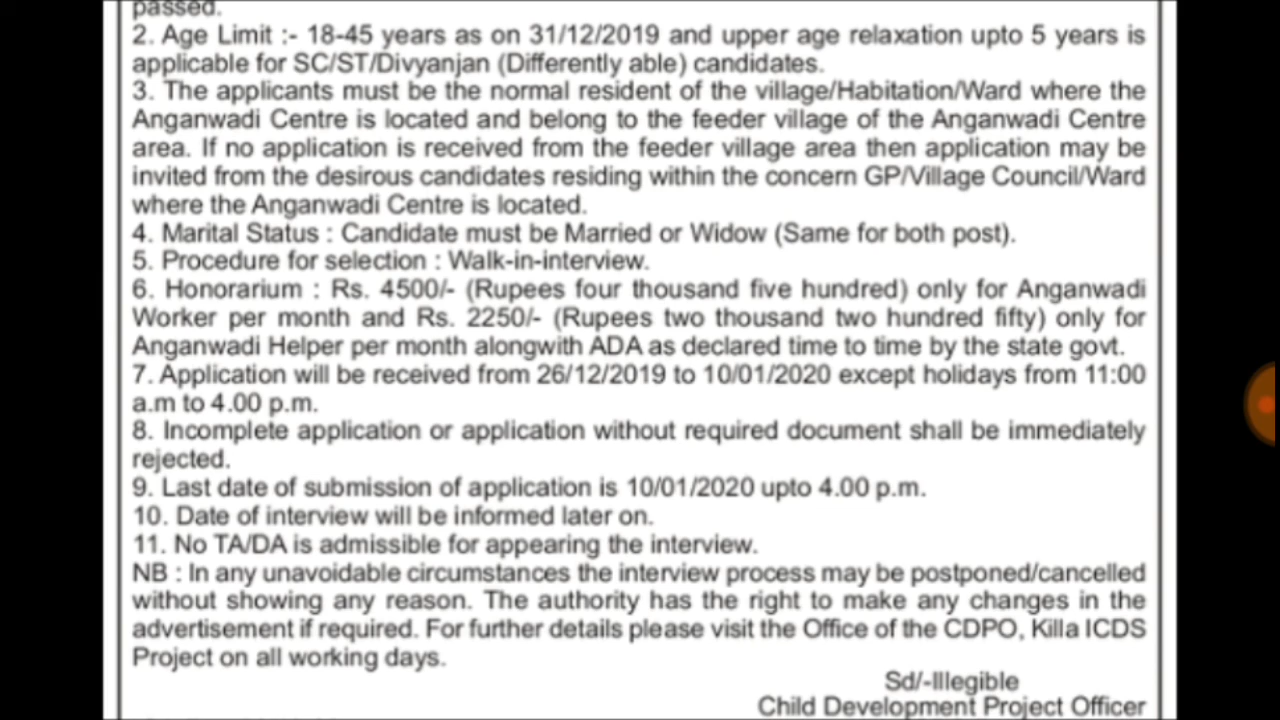 passed.
2. Age Limit :- 18-45 years as on 31/12/2019 and upper age relaxation upto 5 years is
applicable for SC/ST/Divyanjan (Differently able) candidates.
3. The applicants must be the normal resident of the village/Habitation/Ward where the
Anganwadi Centre is located and belong to the feeder village of the Anganwadi Centre
area. If no application is received from the feeder village area then application may be
invited from the desirous candidates residing within the concern GP/Village Council/Ward
where the Anganwadi Centre is located.
4. Marital Status : Candidate must be Married or Widow (Same for both post).
5. Procedure for selection : Walk-in-interview.
6. Honorarium : Rs. 4500/- (Rupees four thousand five hundred) only for Anganwadi
Worker per month and Rs. 2250/- (Rupees two thousand two hundred fifty) only for
Anganwadi Helper per month alongwith ADA as declared time to time by the state govt.
7. Application will be received from 26/12/2019 to 10/01/2020 except holidays from 11:00
a.m to 4.00 p.m.
8. Incomplete application or application without required document shall be immediately
rejected.
9. Last date of submission of application is 10/01/2020 upto 4.00 p.m.
10. Date of interview will be informed later on.
11. No TA/DA is admissible for appearing the interview.
NB : In any unavoidable circumstances the interview process may be postponed/cancelled
without showing any reason. The authority has the right to make any changes in the
advertisement if required. For further details please visit the Office of the CDPO, Killa ICDS
Project on all working days.
Sd/-Illegible
Child Development Project Officer